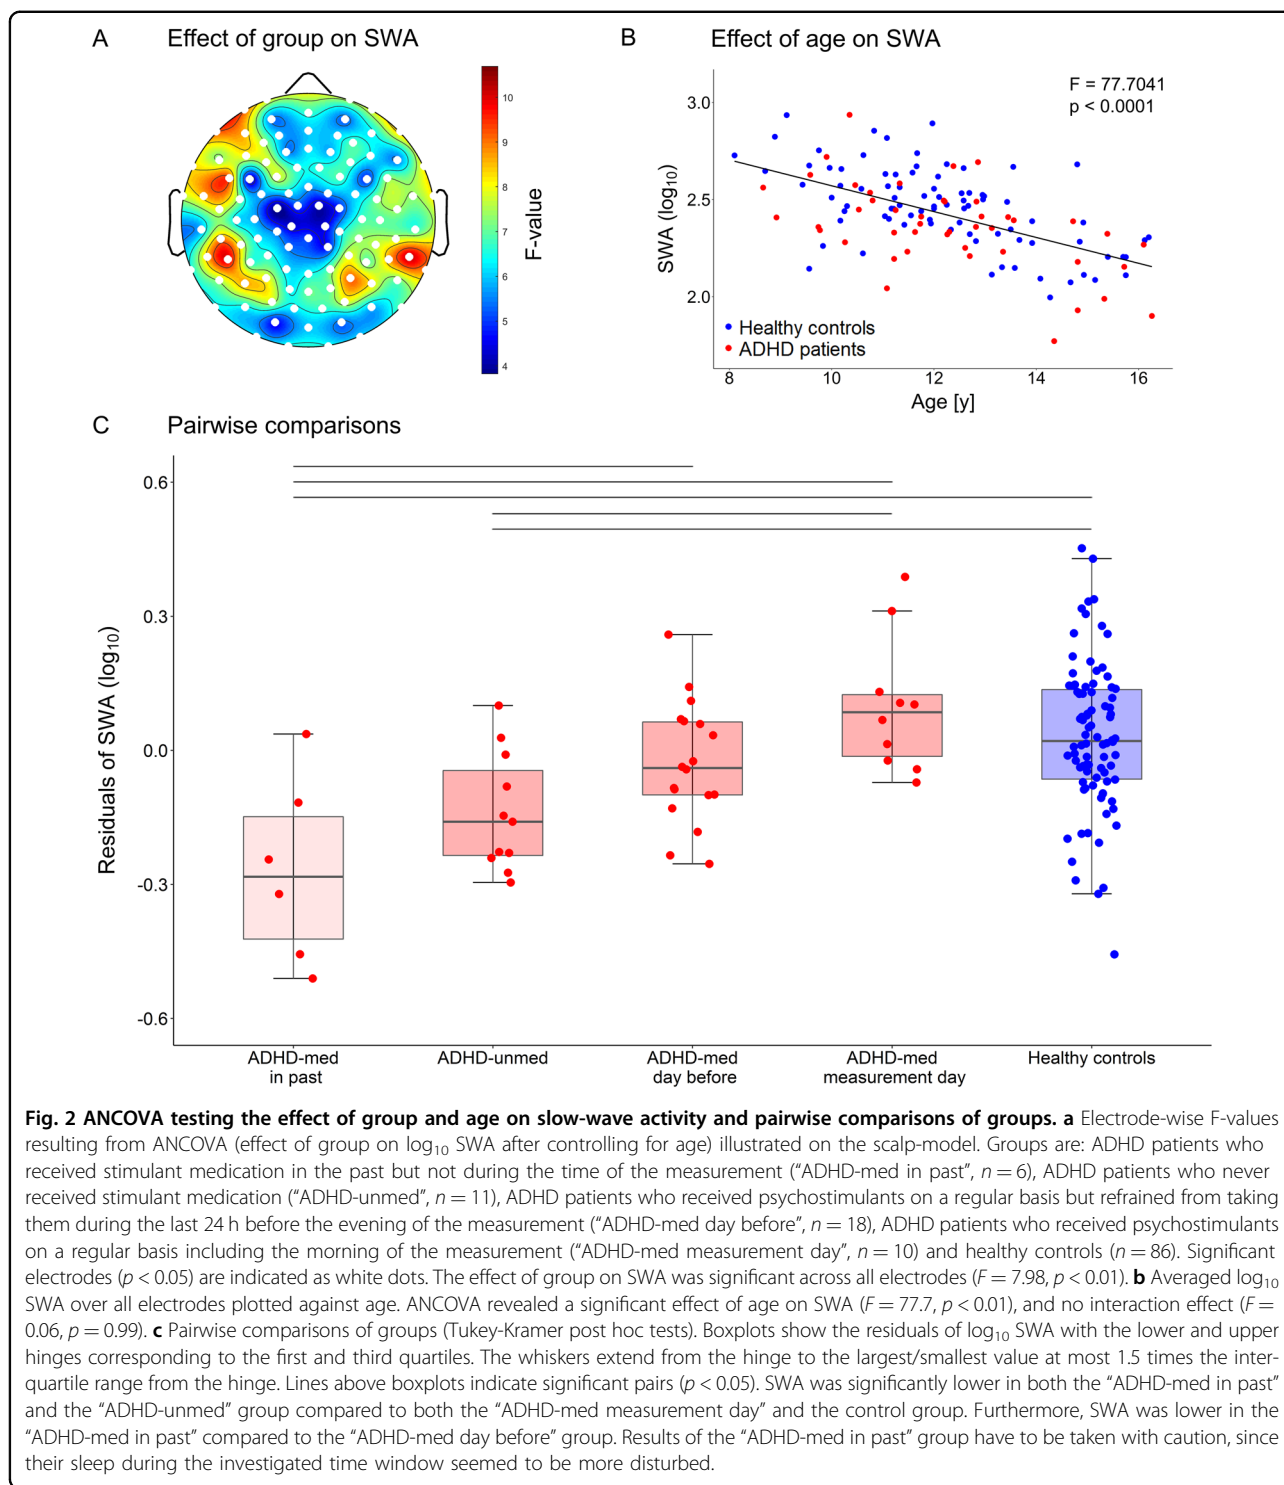 A Effect of group on SWA
10
9
8
7
6
5
4
F-value
B Effect of age on SWA
F = 77.7041
p < 0.0001
3.0
2.5
2.0
SWA (log₁₀)
Healthy controls
ADHD patients
8 10 12 14 16
Age [y]
C Pairwise comparisons
0.6
0.3
0.0
-0.3
-0.6
Residuals of SWA (log₁₀)
ADHD-med
in past
ADHD-unmed
ADHD-med
day before
ADHD-med
measurement day
Healthy controls
Fig. 2 ANCOVA testing the effect of group and age on slow-wave activity and pairwise comparisons of groups. a Electrode-wise F-values
resulting from ANCOVA (effect of group on log₁₀ SWA after controlling for age) illustrated on the scalp-model. Groups are: ADHD patients who
received stimulant medication in the past but not during the time of the measurement (“ADHD-med in past”, n = 6), ADHD patients who never
received stimulant medication (“ADHD-unmed”, n = 11), ADHD patients who received psychostimulants on a regular basis but refrained from taking
them during the last 24 h before the evening of the measurement (“ADHD-med day before”, n = 18), ADHD patients who received psychostimulants
on a regular basis including the morning of the measurement (“ADHD-med measurement day”, n = 10) and healthy controls (n = 86). Significant
electrodes (p < 0.05) are indicated as white dots. The effect of group on SWA was significant across all electrodes (F = 7.98, p < 0.01). b Averaged log₁₀
SWA over all electrodes plotted against age. ANCOVA revealed a significant effect of age on SWA (F = 77.7, p < 0.01), and no interaction effect (F =
0.06, p = 0.99). c Pairwise comparisons of groups (Tukey-Kramer post hoc tests). Boxplots show the residuals of log₁₀ SWA with the lower and upper
hinges corresponding to the first and third quartiles. The whiskers extend from the hinge to the largest/smallest value at most 1.5 times the inter-
quartile range from the hinge. Lines above boxplots indicate significant pairs (p < 0.05). SWA was significantly lower in both the “ADHD-med in past”
and the “ADHD-unmed” group compared to both the “ADHD-med measurement day” and the control group. Furthermore, SWA was lower in the
“ADHD-med in past” compared to the “ADHD-med day before” group. Results of the “ADHD-med in past” group have to be taken with caution, since
their sleep during the investigated time window seemed to be more disturbed.